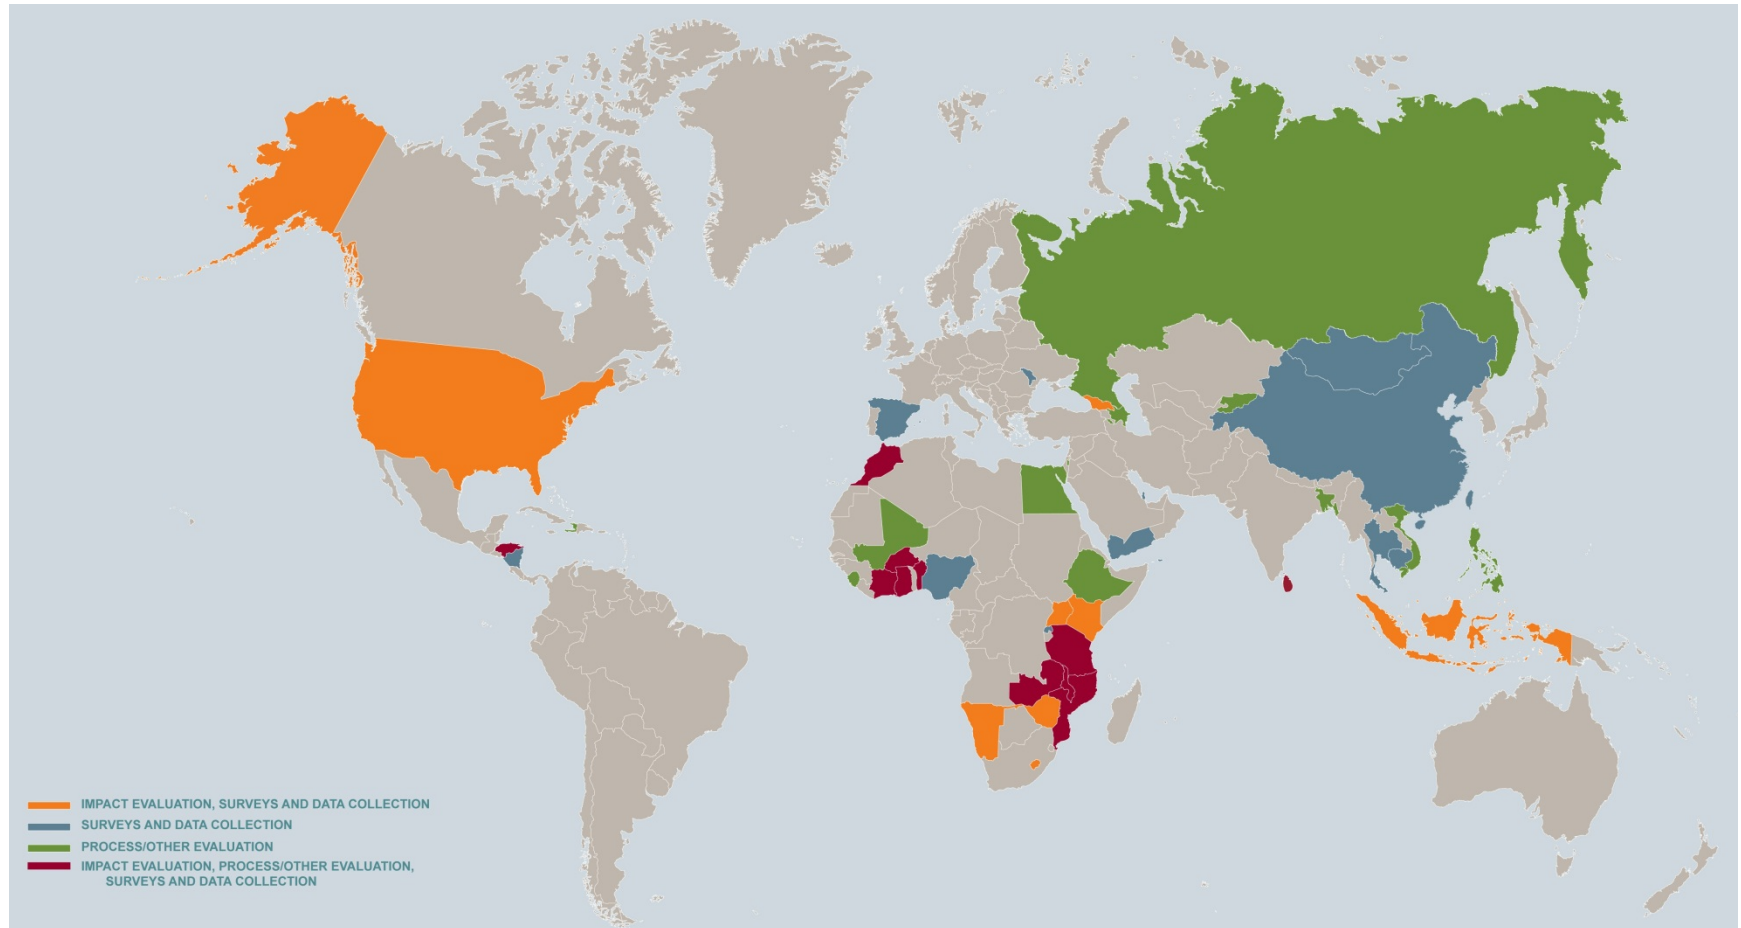 IMPACT EVALUATION, SURVEYS AND DATA COLLECTION
SURVEYS AND DATA COLLECTION
PROCESS/OTHER EVALUATION
IMPACT EVALUATION, PROCESS/OTHER EVALUATION,
SURVEYS AND DATA COLLECTION